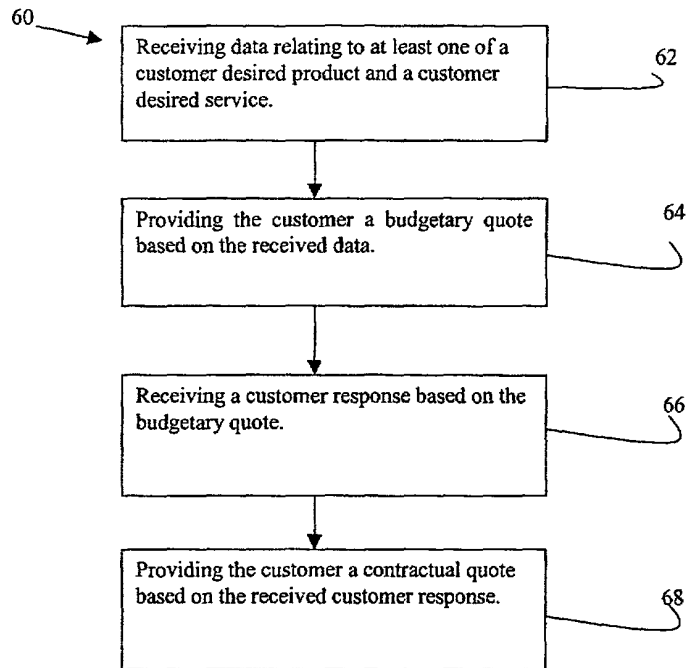 60
Receiving data relating to at least one of a
customer desired product and a customer
desired service.
62
Providing the customer a budgetary quote
based on the received data.
64
Receiving a customer response based on the
budgetary quote.
66
Providing the customer a contractual quote
based on the received customer response.
68